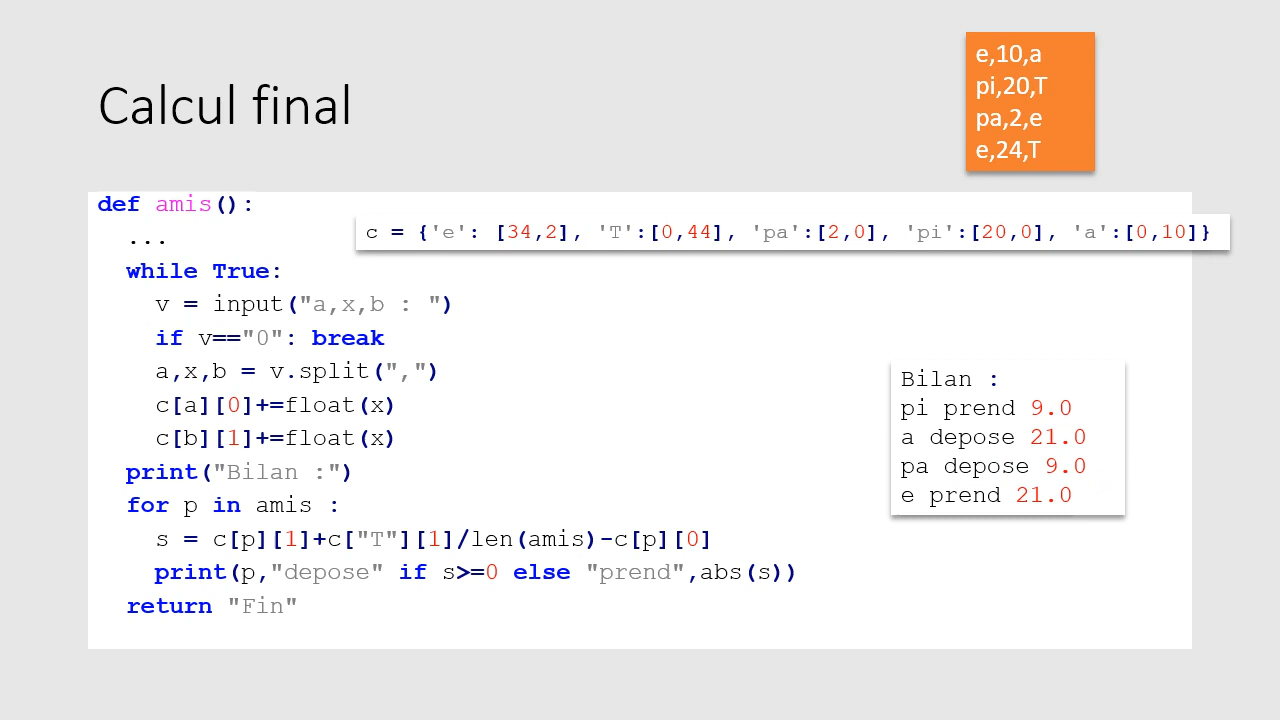 Calcul final
e,10,a
pi,20,T
pa,2,e
e,24,T
def amis():
...
c = {'e': [34,2], 'T':[0,44], 'pa':[2,0], 'pi':[20,0], 'a':[0,10]}
while True:
v = input("a,x,b : ")
if v=="0": break
a,x,b = v.split(",")
c[a][0]+=float(x)
c[b][1]+=float(x)
print("Bilan :")
for p in amis :
s = c[p][1]+c["T"][1]/len(amis)-c[p][0]
print(p,"depose" if s>=0 else "prend",abs(s))
return "Fin"
Bilan :
pi prend 9.0
a depose 21.0
pa depose 9.0
e prend 21.0